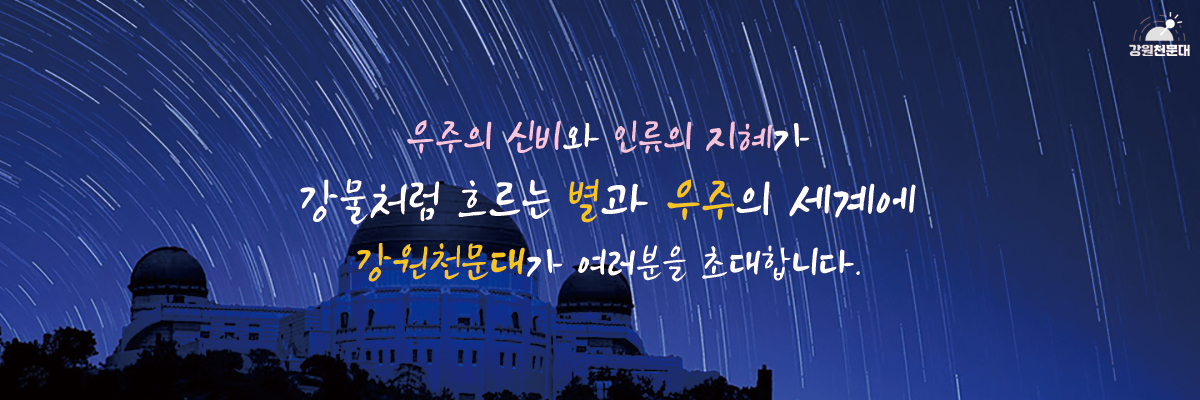 강원천문대
우주의 신비와 인류의 지혜가
강물처럼 흐르는 별과 우주의 세계에
강원천문대가 여러분을 초대합니다.